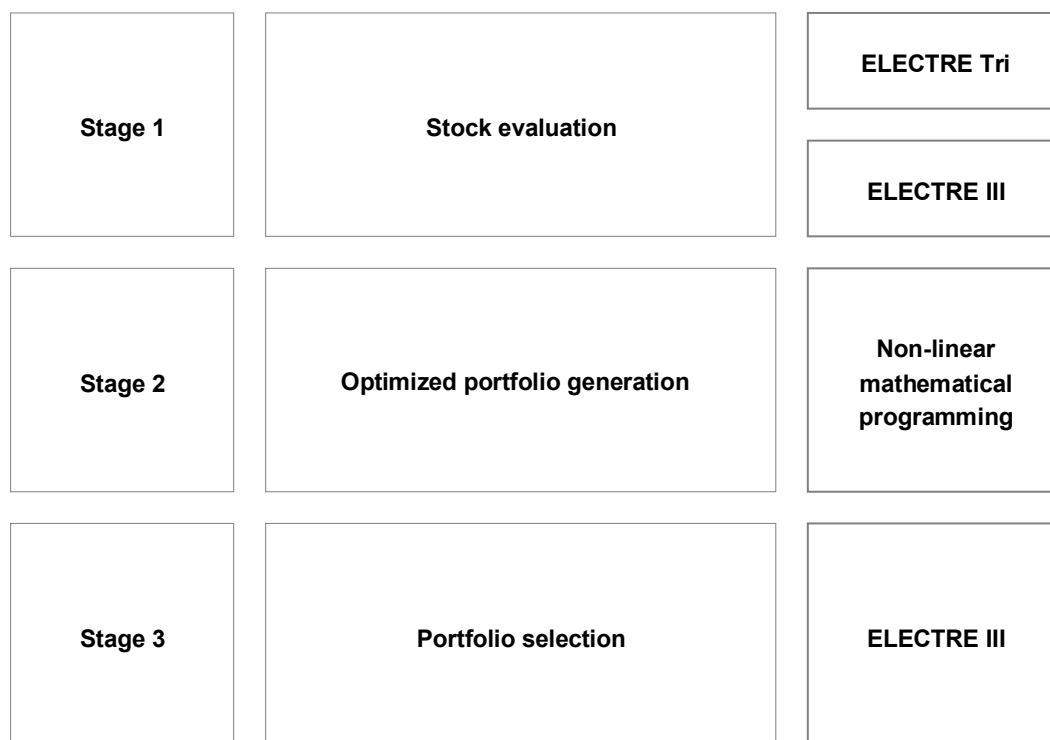 ELECTRE Tri
Stage 1
Stock evaluation
ELECTRE III
Stage 2
Optimized portfolio generation
Non-linear
mathematical
programming
Stage 3
Portfolio selection
ELECTRE III